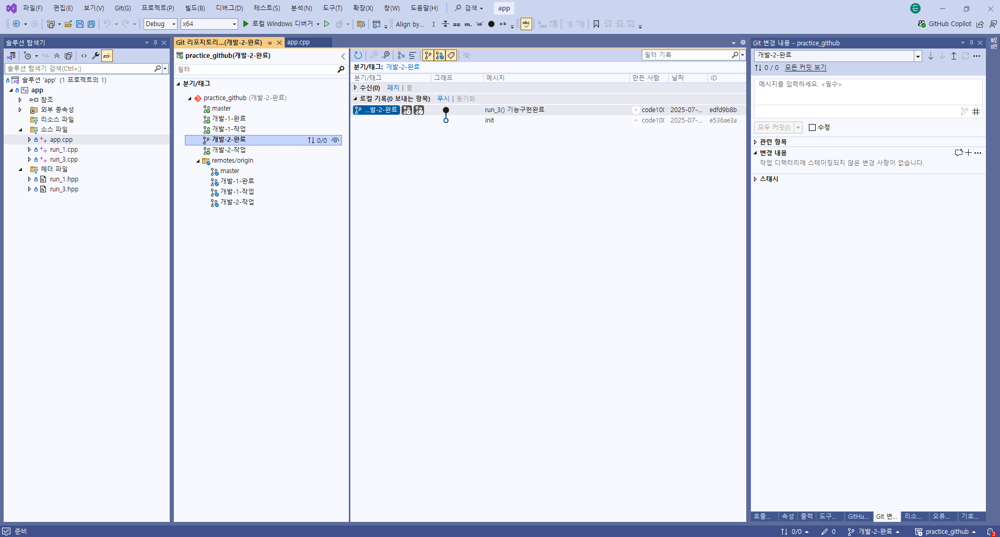 파일(F) 편집(E) 보기(V) Git(G) 프로젝트(P) 빌드(B) 디버그(D) 테스트(S) 분석(N) 도구(T) 확장(X) 창(W) 도움말(H) 검색 app
Debug x64 로컬 Windows 디버거 Align by... GitHub Copilot
솔루션 탐색기
솔루션 탐색기 검색(Ctrl+;)
솔루션 'app' (1 프로젝트의 1)
app
참조
외부 종속성
리소스 파일
소스 파일
app.cpp
run_1.cpp
run_3.cpp
헤더 파일
run_1.hpp
run_3.hpp
Git 리포지토리...(개발-2-완료) app.cpp
practice_github(개발-2-완료)
필터
분기/태그
practice_github (개발-2-완료)
master
개발-1-완료
개발-1-작업
개발-2-완료 0/0
개발-2-작업
remotes/origin
master
개발-1-완료
개발-1-작업
개발-2-작업
필터 기록
분기/태그: 개발-2-완료
분기/태그 그래프 메시지 만든 사람 날짜 ID
수신(0) 페치 | 풀
로컬 기록(0 보내는 항목) 푸시 | 동기화
...발-2-완료 run_3() 기능구현완료 code100 2025-07-... edfd9b8b
init code100 2025-07-... e536ae3a
Git 변경 내용 - practice_github
개발-2-완료
0 / 0 모든 커밋 보기
메시지를 입력하세요. <필수>
모두 커밋(I) 수정
관련 항목
변경 내용
작업 디렉터리에 스테이징되지 않은 변경 사항이 없습니다.
스태시
호출... 속성 출력 도구... GitHu... Git 변... 리소... 오류... 기호...
알림
준비 0/0 0 개발-2-완료 practice_github 3